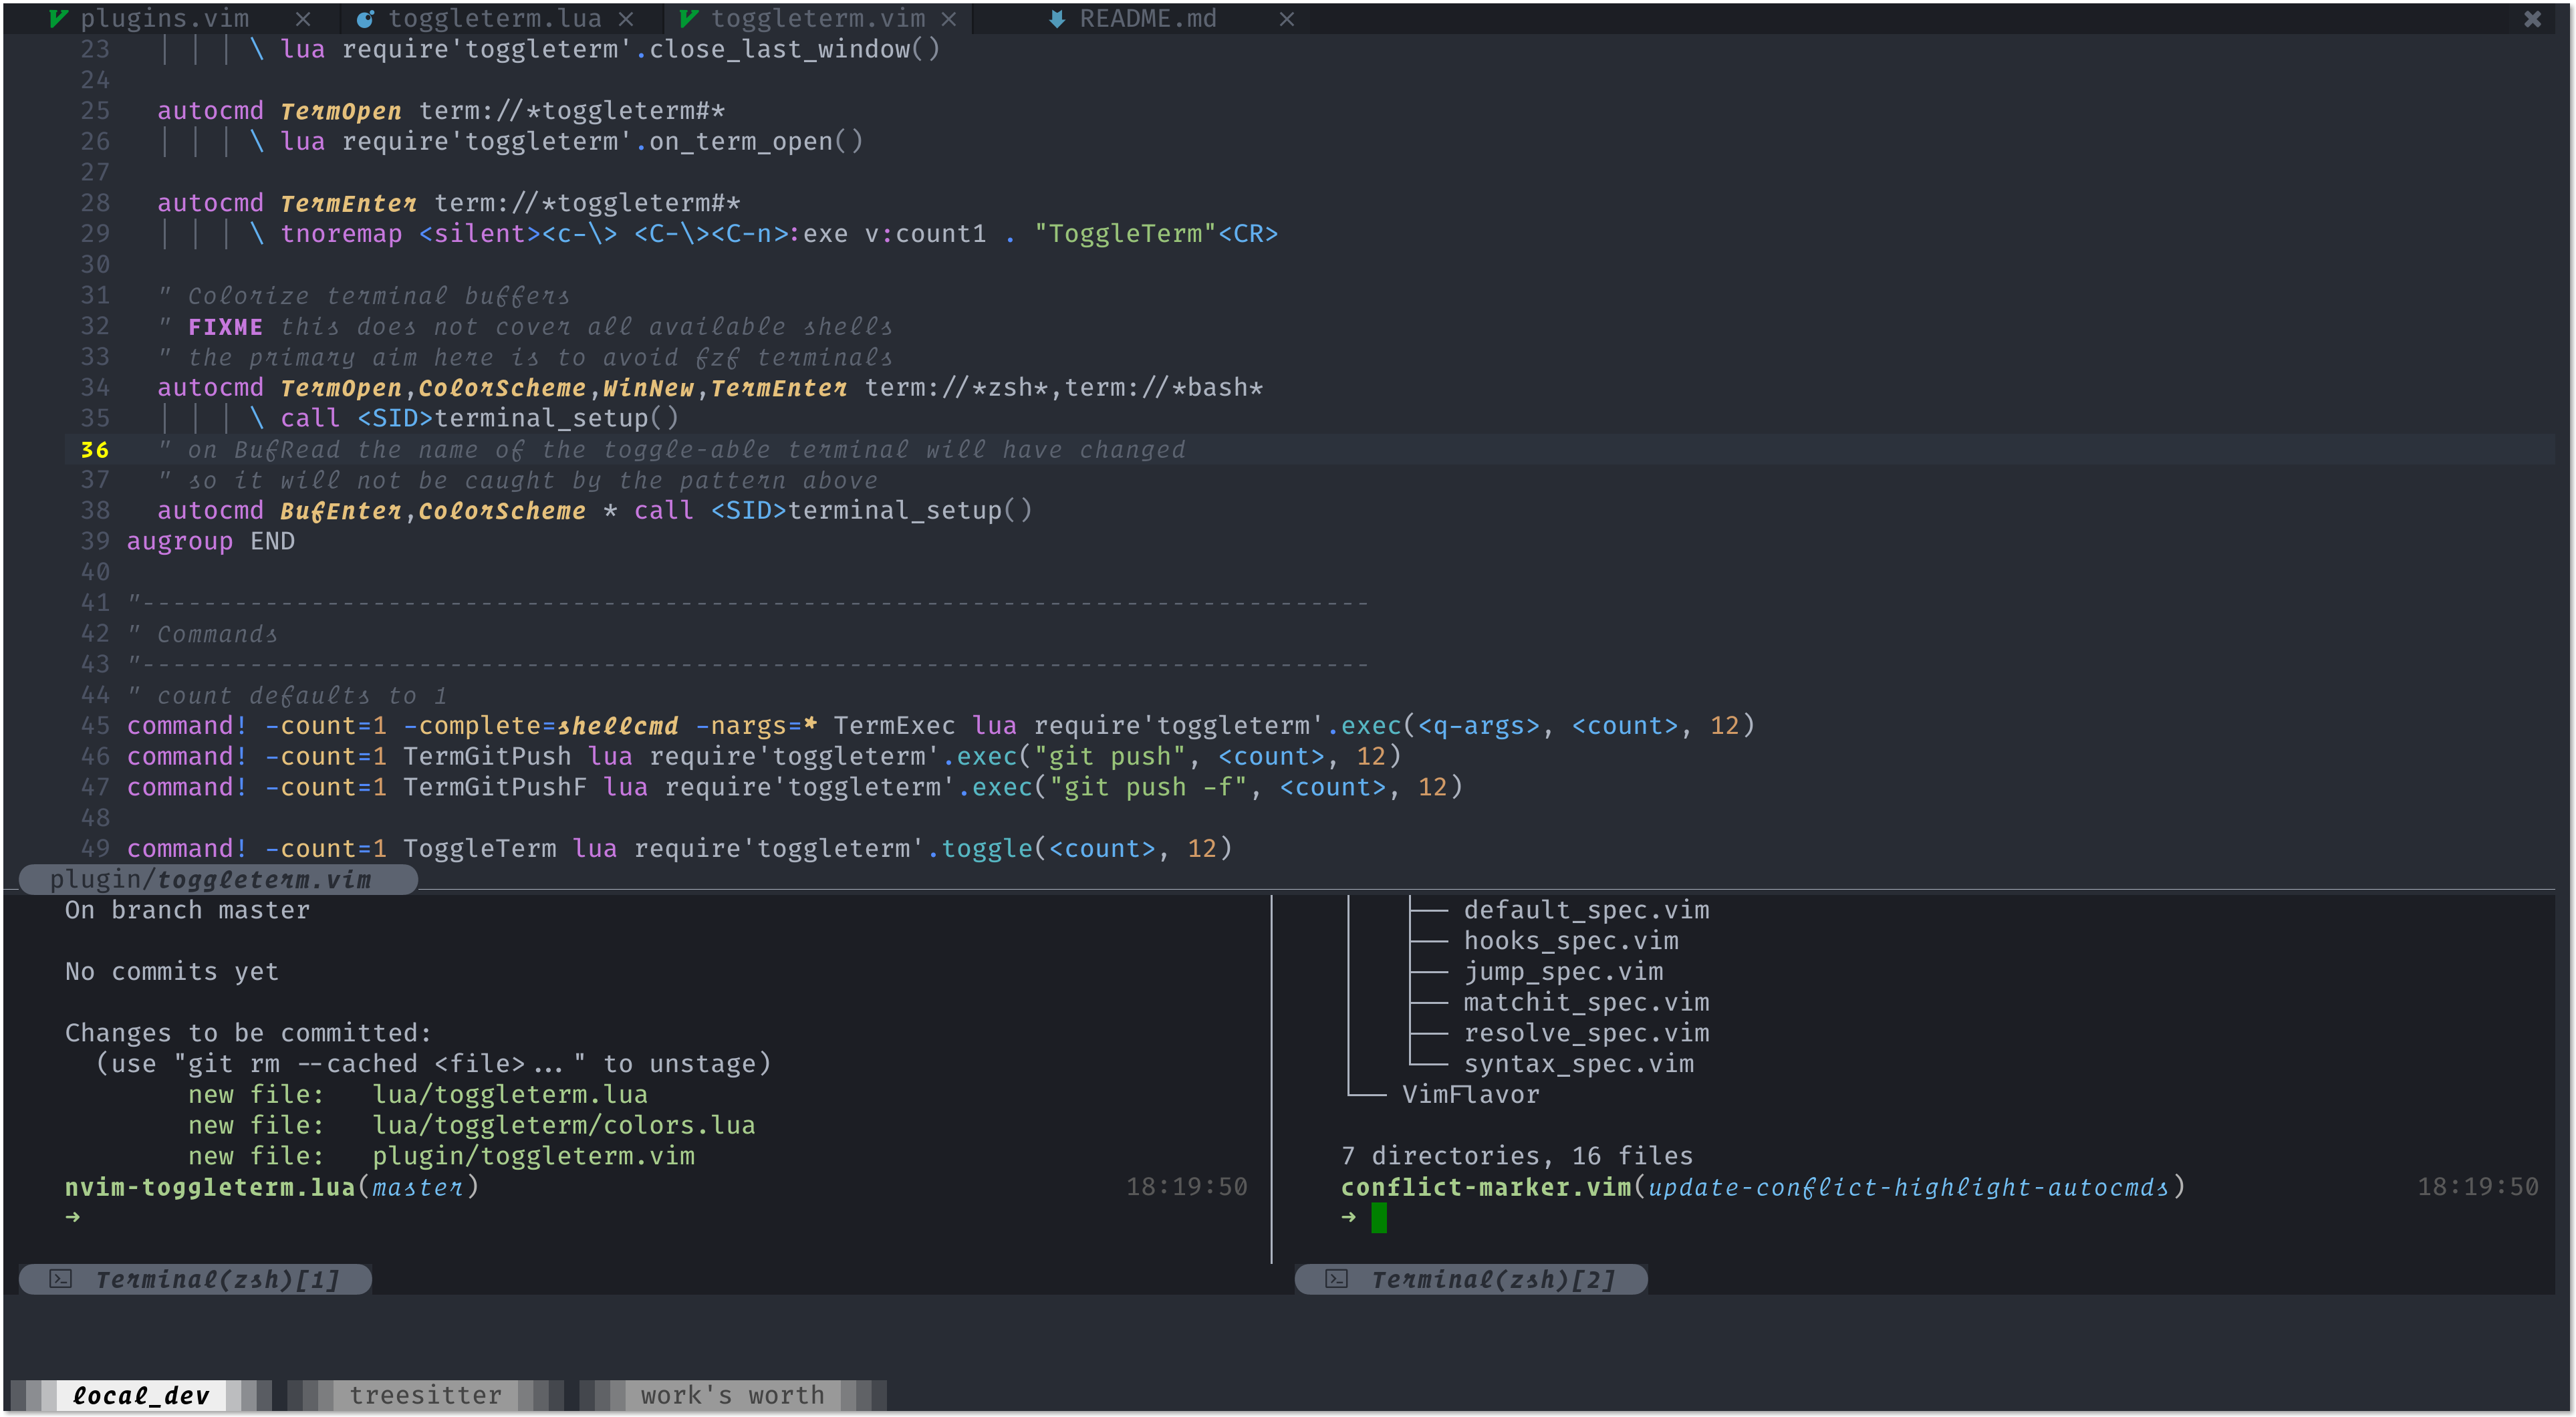 plugins.vim × toggleterm.lua × toggleterm.vim × README.md ×
23 \ lua require'toggleterm'.close_last_window()
24
25 autocmd TermOpen term://*toggleterm#*
26 \ lua require'toggleterm'.on_term_open()
27
28 autocmd TermEnter term://*toggleterm#*
29 \ tnoremap <silent><c-\> <C-\><C-n>:exe v:count1 . "ToggleTerm"<CR>
30
31 " Colorize terminal buffers
32 " FIXME this does not cover all available shells
33 " the primary aim here is to avoid fzf terminals
34 autocmd TermOpen,ColorScheme,WinNew,TermEnter term://*zsh*,term://*bash*
35 \ call <SID>terminal_setup()
36 " on BufRead the name of the toggle-able terminal will have changed
37 " so it will not be caught by the pattern above
38 autocmd BufEnter,ColorScheme * call <SID>terminal_setup()
39 augroup END
40
41 "--------------------------------------------------------------------------------
42 " Commands
43 "--------------------------------------------------------------------------------
44 " count defaults to 1
45 command! -count=1 -complete=shellcmd -nargs=* TermExec lua require'toggleterm'.exec(<q-args>, <count>, 12)
46 command! -count=1 TermGitPush lua require'toggleterm'.exec("git push", <count>, 12)
47 command! -count=1 TermGitPushF lua require'toggleterm'.exec("git push -f", <count>, 12)
48
49 command! -count=1 ToggleTerm lua require'toggleterm'.toggle(<count>, 12)
plugin/toggleterm.vim
On branch master
No commits yet
Changes to be committed:
(use "git rm --cached <file>..." to unstage)
new file: lua/toggleterm.lua
new file: lua/toggleterm/colors.lua
new file: plugin/toggleterm.vim
nvim-toggleterm.lua(master) 18:19:50
→
Terminal(zsh)[1]
├── default_spec.vim
├── hooks_spec.vim
├── jump_spec.vim
├── matchit_spec.vim
├── resolve_spec.vim
└── syntax_spec.vim
└── VimFlavor
7 directories, 16 files
conflict-marker.vim(update-conflict-highlight-autocmds) 18:19:50
→
Terminal(zsh)[2]
local_dev treesitter work's worth